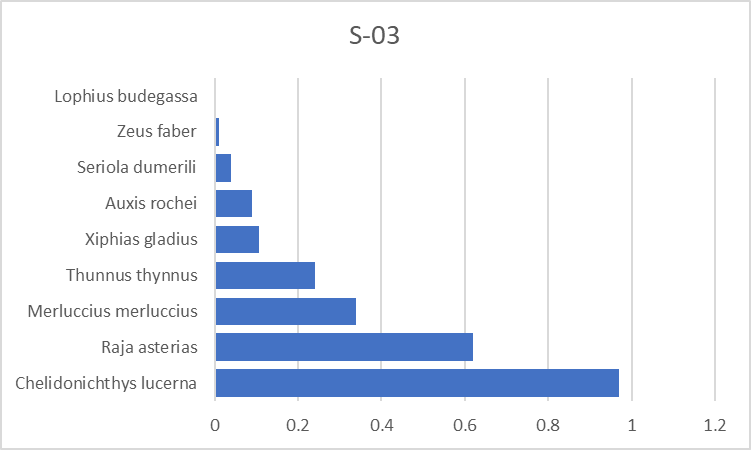 S-03
Lophius budegassa
Zeus faber
Seriola dumerili
Auxis rochei
Xiphias gladius
Thunnus thynnus
Merluccius merluccius
Raja asterias
Chelidonichthys lucerna
0 0.2 0.4 0.6 0.8 1 1.2